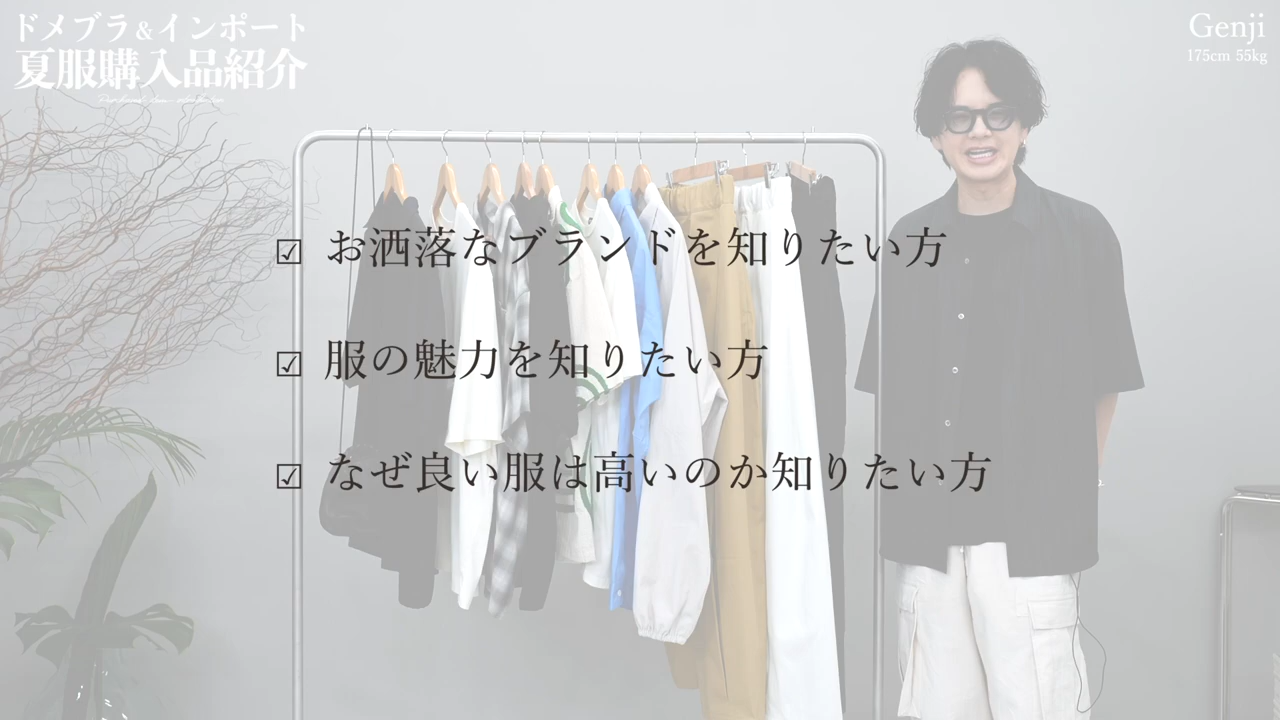 ドメブラ&インポート
夏服購入品紹介
Genji
175cm 55kg
☑ お洒落なブランドを知りたい方
☑ 服の魅力を知りたい方
☑ なぜ良い服は高いのか知りたい方